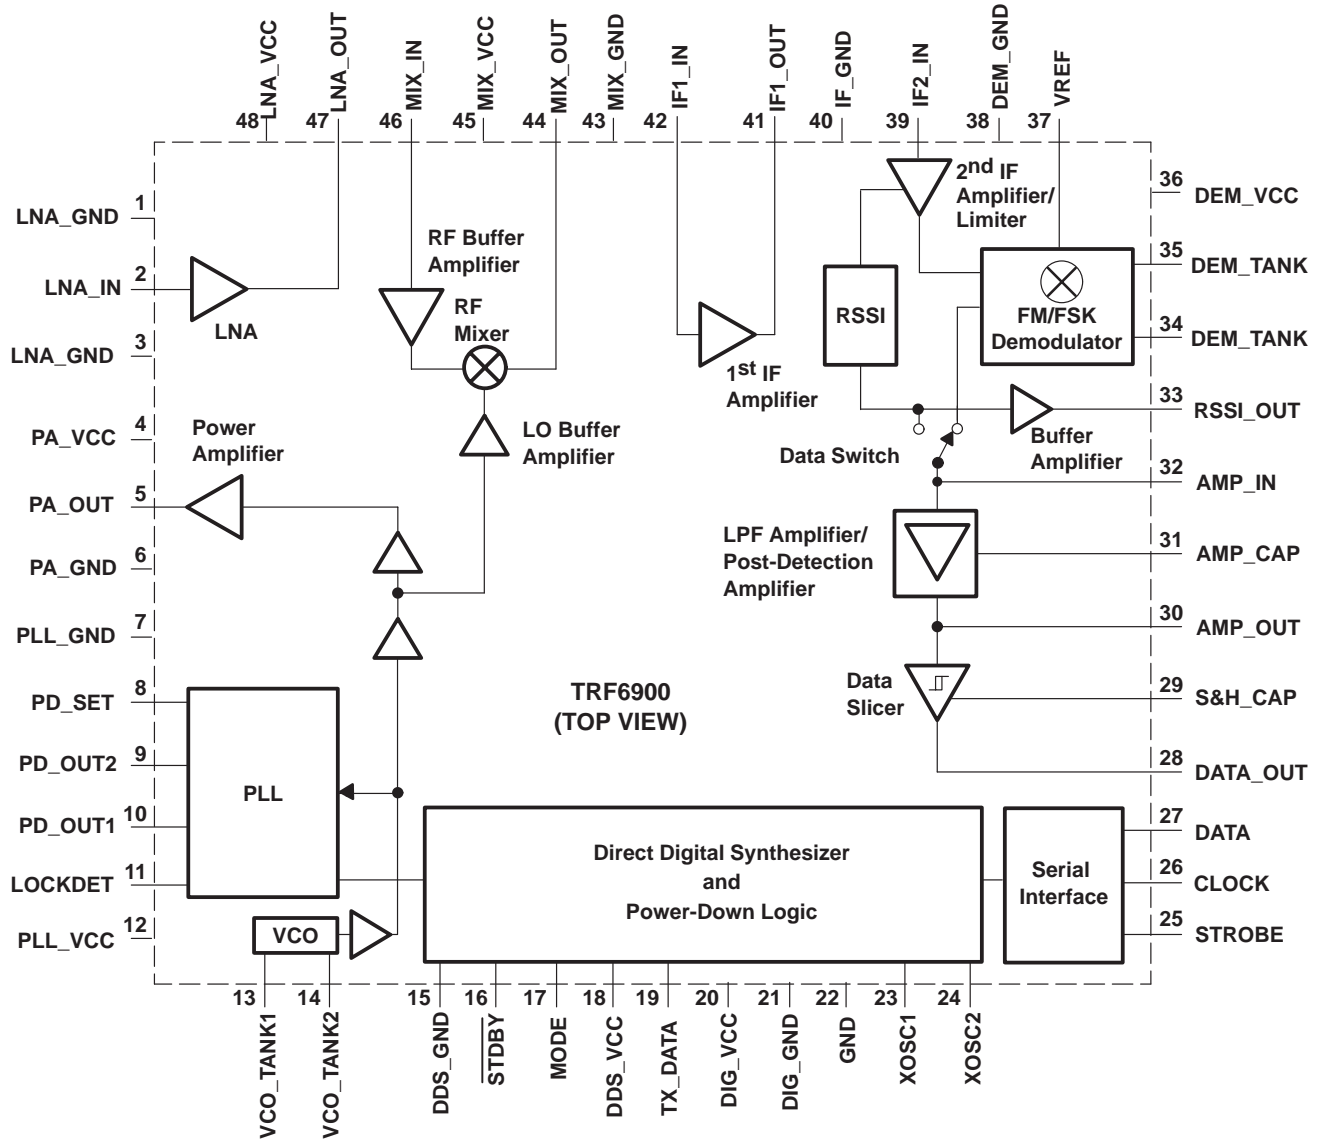 LNA_VCC
LNA_OUT
MIX_IN
MIX_VCC
MIX_OUT
MIX_GND
IF1_IN
IF1_OUT
IF_GND
IF2_IN
DEM_GND
VREF
48
47
46
45
44
43
42
41
40
39
38
37
1
LNA_GND
2
LNA_IN
3
LNA_GND
4
PA_VCC
5
PA_OUT
6
PA_GND
7
PLL_GND
8
PD_SET
9
PD_OUT2
10
PD_OUT1
11
LOCKDET
12
PLL_VCC
LNA
RF Buffer
Amplifier
RF
Mixer
Power
Amplifier
LO Buffer
Amplifier
1st IF
Amplifier
2nd IF
Amplifier/
Limiter
RSSI
FM/FSK
Demodulator
Data Switch
Buffer
Amplifier
LPF Amplifier/
Post-Detection
Amplifier
Data
Slicer
TRF6900
(TOP VIEW)
PLL
VCO
Direct Digital Synthesizer
and
Power-Down Logic
Serial
Interface
36
DEM_VCC
35
DEM_TANK
34
DEM_TANK
33
RSSI_OUT
32
AMP_IN
31
AMP_CAP
30
AMP_OUT
29
S&H_CAP
28
DATA_OUT
27
DATA
26
CLOCK
25
STROBE
13
14
15
16
17
18
19
20
21
22
23
24
VCO_TANK1
VCO_TANK2
DDS_GND
STDBY
MODE
DDS_VCC
TX_DATA
DIG_VCC
DIG_GND
GND
XOSC1
XOSC2